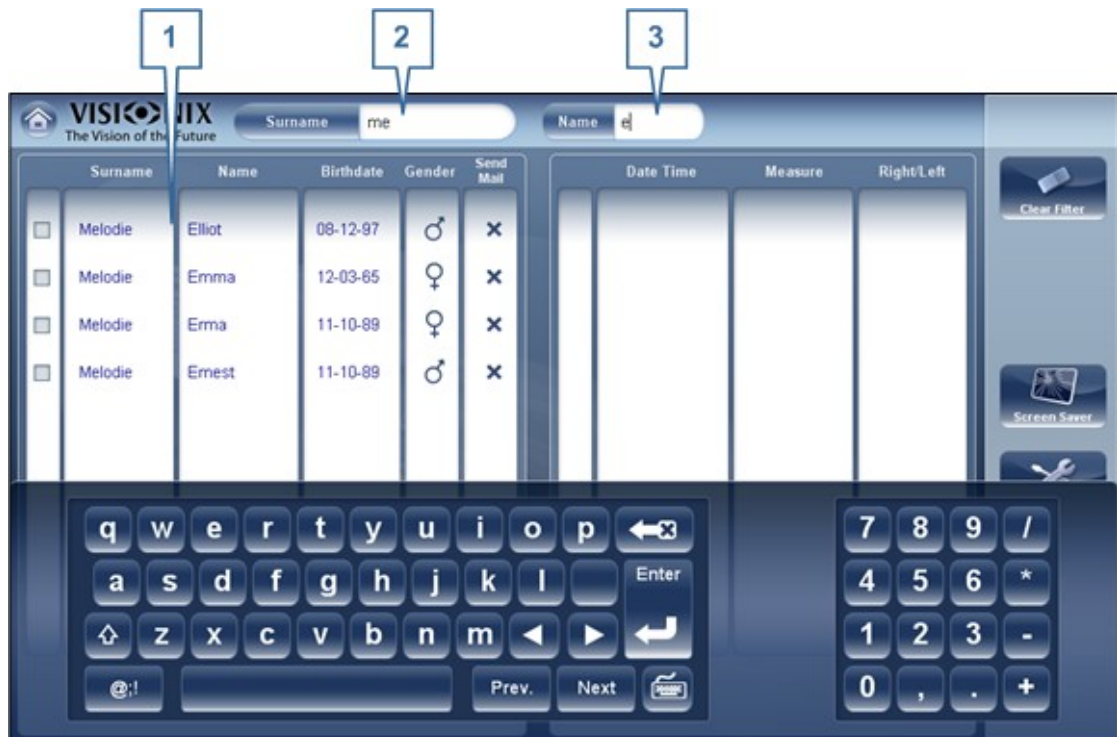 1 2 3
VISIONIX Surname me Name e
The Vision of the Future
Surname Name Birthdate Gender Send Mail Date Time Measure Right/Left
Clear Filter
Melodie Elliot 08-12-97
Melodie Emma 12-03-65
Melodie Erma 11-10-89
Melodie Ernest 11-10-89
Screen Saver
q w e r t y u i o p 7 8 9 /
a s d f g h j k l Enter 4 5 6 *
z x c v b n m 1 2 3 -
@;! Prev. Next 0 , . +